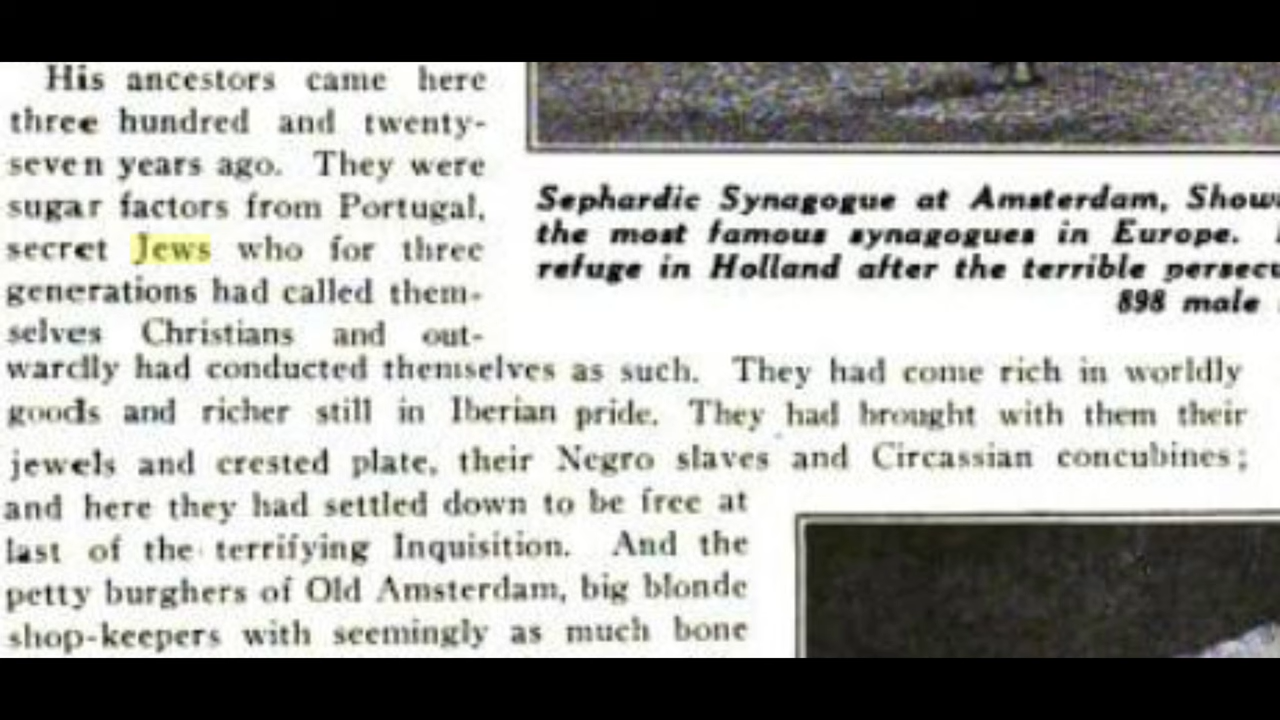 His ancestors came here
three hundred and twenty-
seven years ago. They were
sugar factors from Portugal,
secret Jews who for three
generations had called them-
selves Christians and out-
wardly had conducted themselves as such. They had come rich in worldly
goods and richer still in Iberian pride. They had brought with them their
jewels and crested plate, their Negro slaves and Circassian concubines;
and here they had settled down to be free at
last of the terrifying Inquisition. And the
petty burghers of Old Amsterdam, big blonde
shop-keepers with seemingly as much bone
Sephardic Synagogue at Amsterdam,
the most famous synagogues in Europe.
refuge in Holland after the terrible
898 male